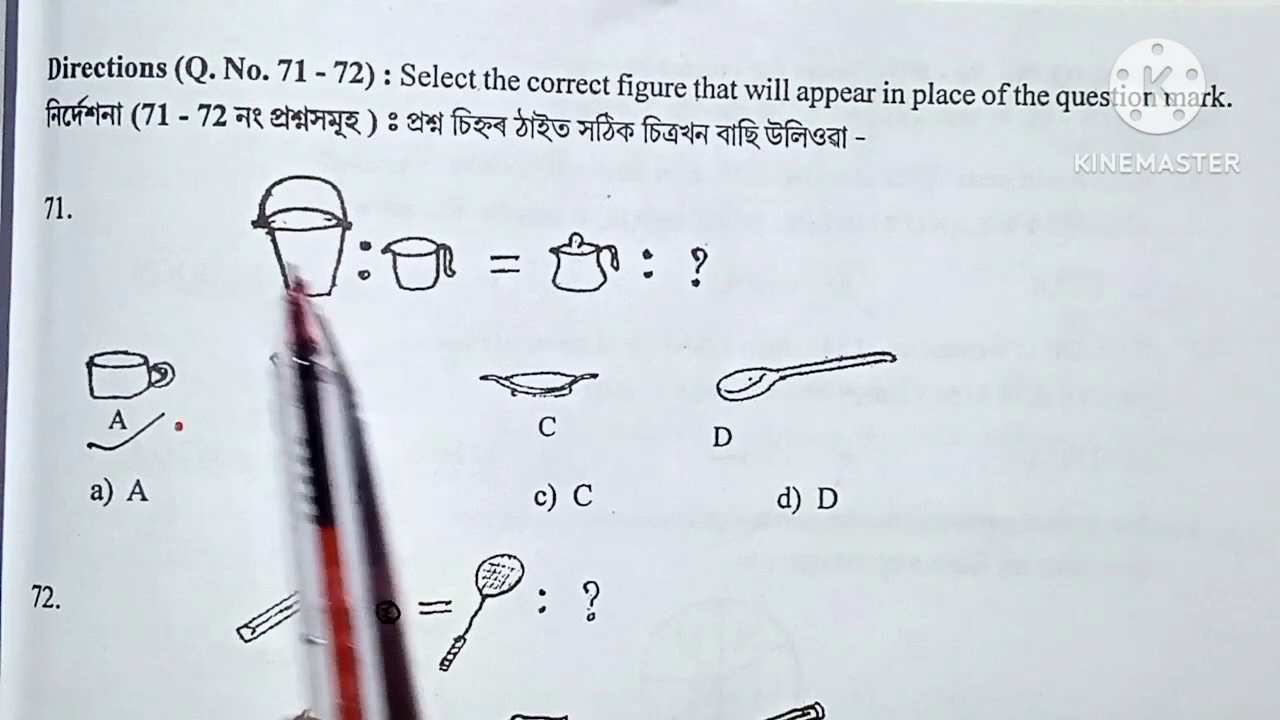 Directions (Q. No. 71 - 72) : Select the correct figure that will appear in place of the question mark.
নিৰ্দেশনা (71 - 72 নং প্ৰশ্নসমূহ ) : প্ৰশ্ন চিহ্নৰ ঠাইত সঠিক চিত্ৰখন বাছি উলিওৱা -
KINEMASTER
71.
: = : ?
A C D
a) A c) C d) D
72.
= : ?